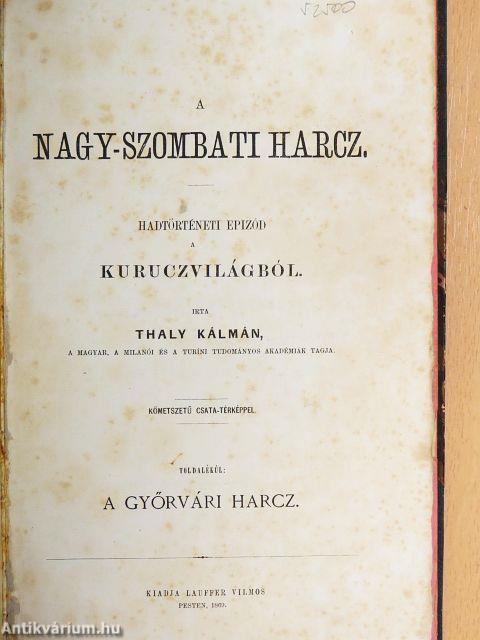 52500
A
NAGY-SZOMBATI HARCZ.
HADTÖRTÉNETI EPIZÓD
A
KURUCZVILÁGBÓL.
IRTA
THALY KÁLMÁN,
A MAGYAR, A MILANÓI ÉS A TURINI TUDOMÁNYOS AKADÉMIÁK TAGJA.
KŐMETSZETŰ CSATA-TÉRKÉPPEL.
TOLDALÉKÚL:
A GYŐRVÁRI HARCZ.
KIADJA LAUFFER VILMOS
PESTEN, 1869.
Antikvárium.hu